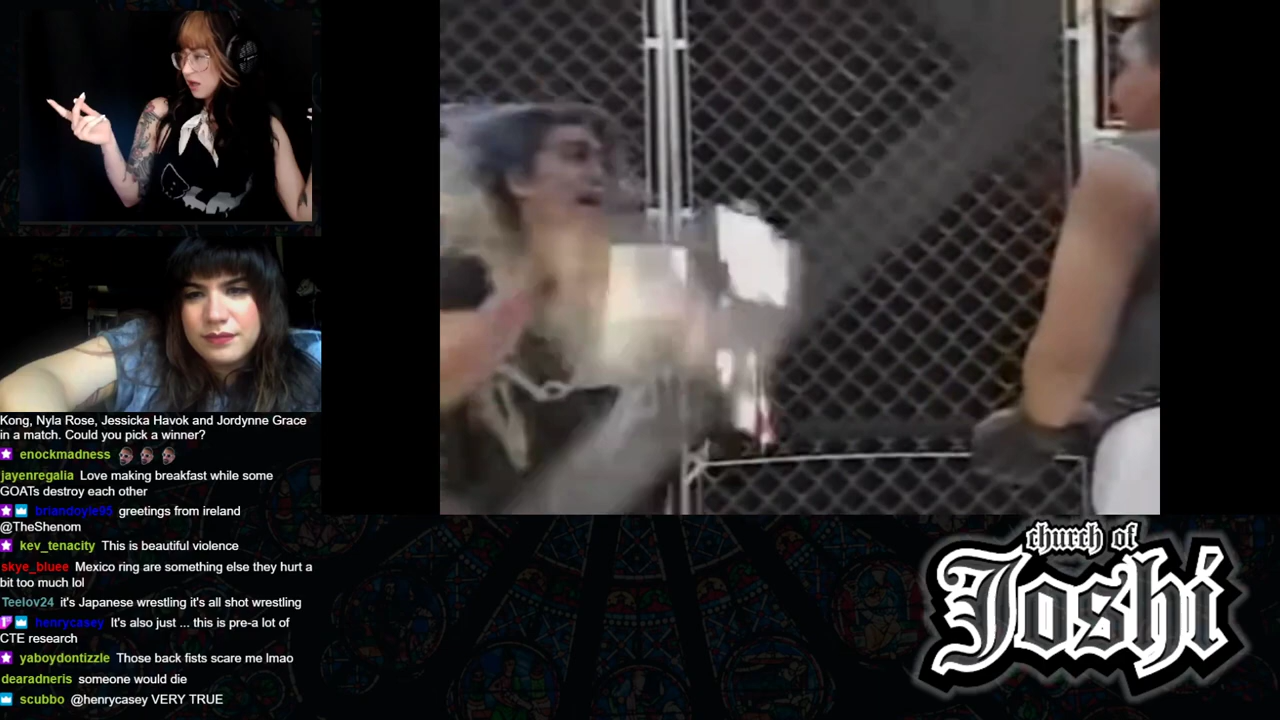 Kong, Nyla Rose, Jessicka Havok and Jordynne Grace
in a match. Could you pick a winner?
enockmadness
jayenregalia Love making breakfast while some
GOATs destroy each other
briandoyle95 greetings from ireland
@TheShenom
kev_tenacity This is beautiful violence
skye_bluee Mexico ring are something else they hurt a
bit too much lol
Teelov24 it's Japanese wrestling it's all shot wrestling
henrycasey It's also just ... this is pre-a lot of
CTE research
yaboydontizzle Those back fists scare me lmao
dearadneris someone would die
scubbo @henrycasey VERY TRUE
church of
Joshi